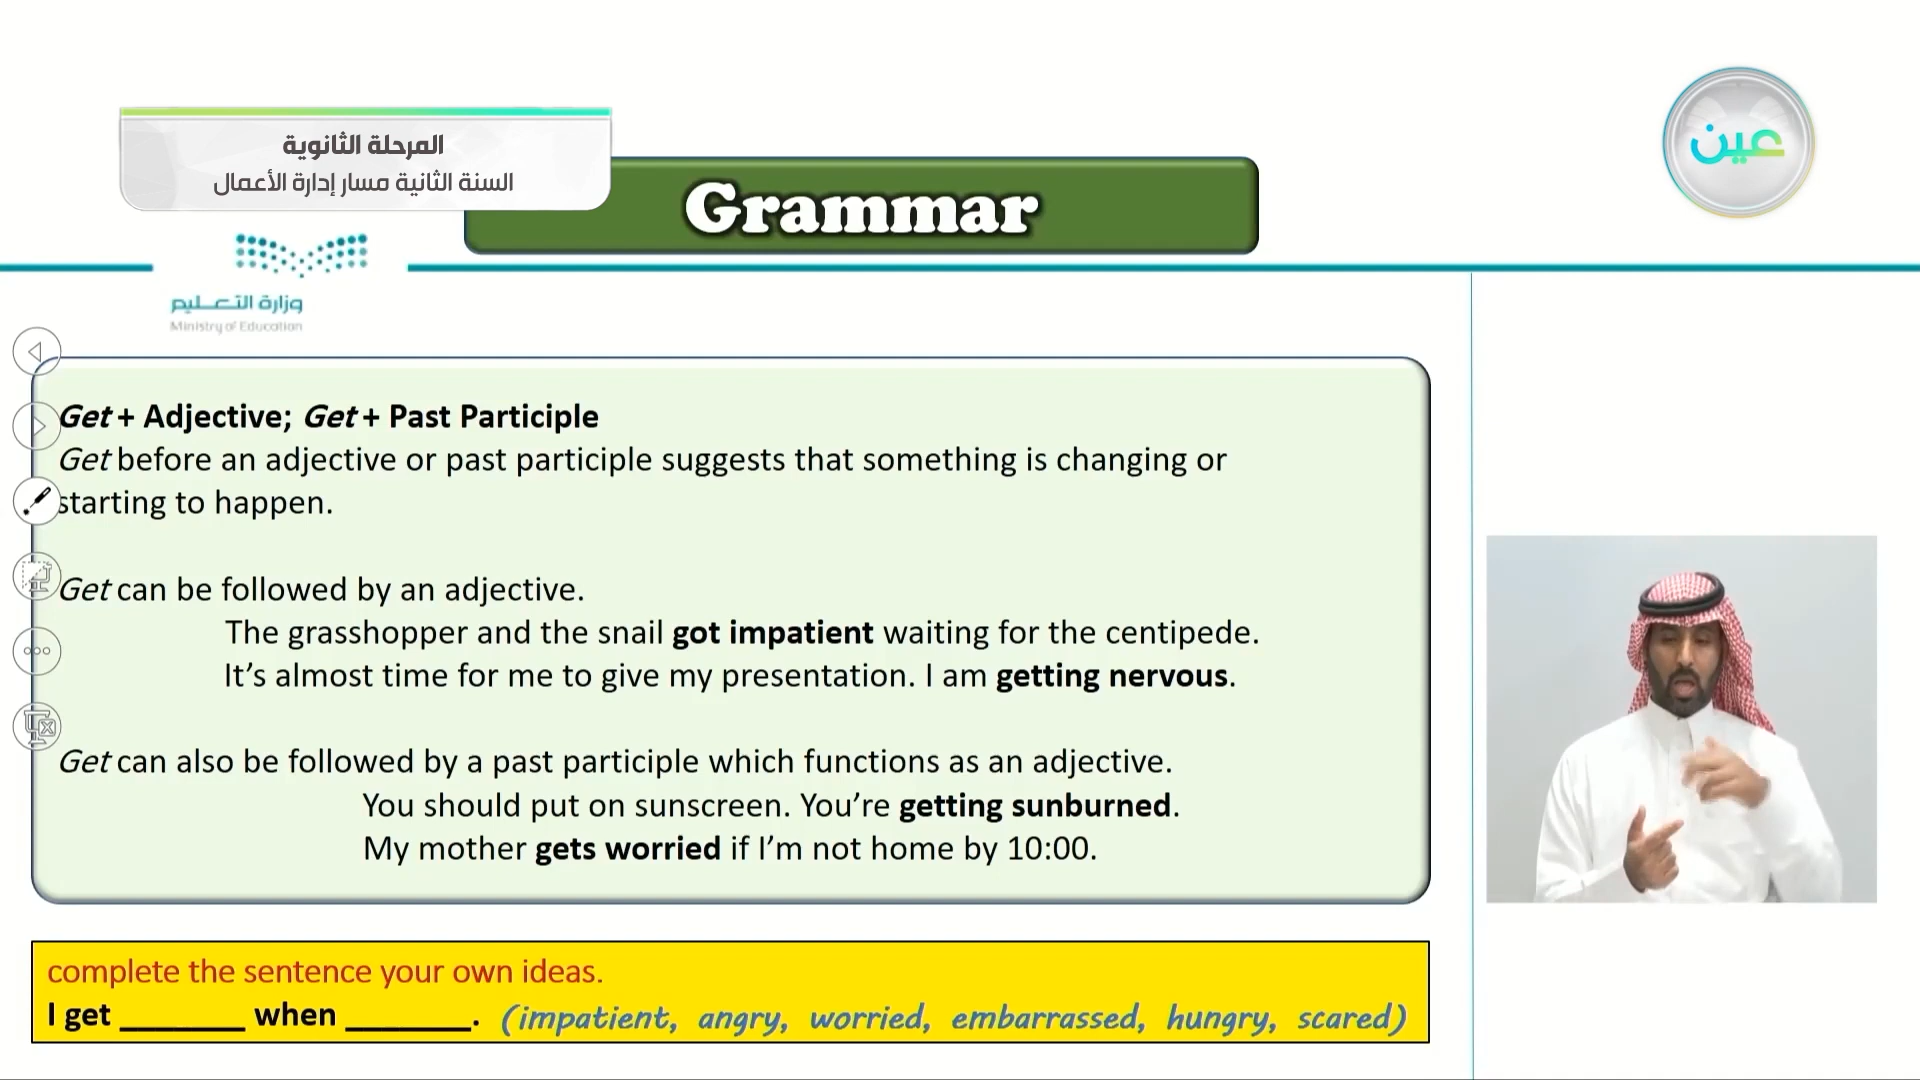 المرحلة الثانوية
السنة الثانية مسار إدارة الأعمال
عين
Grammar
وزارة التعليم
Ministry of Education
Get + Adjective; Get + Past Participle
Get before an adjective or past participle suggests that something is changing or
starting to happen.
Get can be followed by an adjective.
The grasshopper and the snail got impatient waiting for the centipede.
It’s almost time for me to give my presentation. I am getting nervous.
Get can also be followed by a past participle which functions as an adjective.
You should put on sunscreen. You’re getting sunburned.
My mother gets worried if I’m not home by 10:00.
complete the sentence your own ideas.
I get _______ when _______. (impatient, angry, worried, embarrassed, hungry, scared)